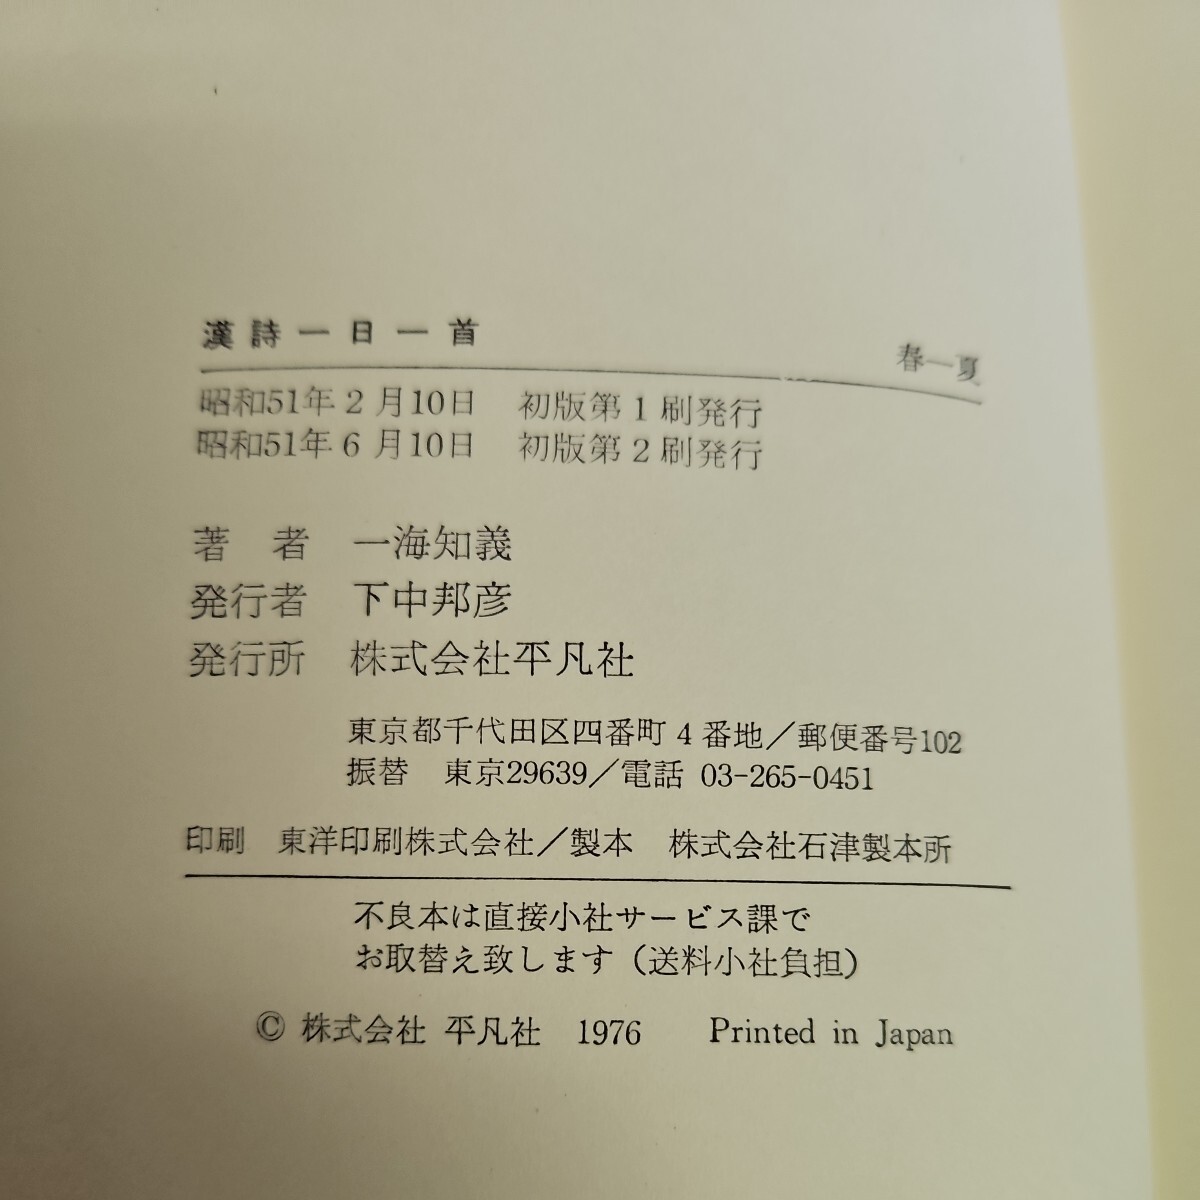 漢詩一日一首　春—夏
昭和51年2月10日　初版第1刷発行
昭和51年6月10日　初版第2刷発行
著　者　一海知義
発行者　下中邦彦
発行所　株式会社平凡社
東京都千代田区四番町4番地／郵便番号102
振替　東京29639／電話 03-265-0451
印刷　東洋印刷株式会社／製本　株式会社石津製本所
不良本は直接小社サービス課で
お取替え致します（送料小社負担）
© 株式会社 平凡社　1976　Printed in Japan